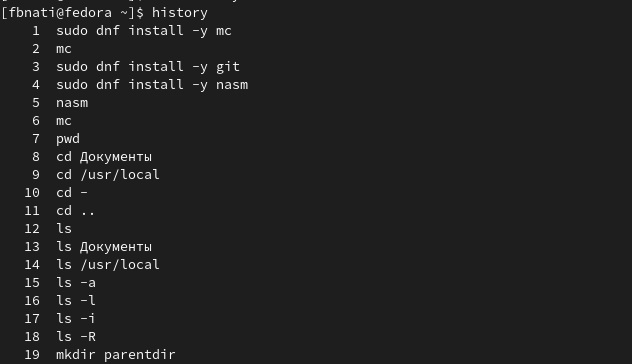 [fbnati@fedora ~]$ history
1 sudo dnf install -y mc
2 mc
3 sudo dnf install -y git
4 sudo dnf install -y nasm
5 nasm
6 mc
7 pwd
8 cd Документы
9 cd /usr/local
10 cd -
11 cd ..
12 ls
13 ls Документы
14 ls /usr/local
15 ls -a
16 ls -l
17 ls -i
18 ls -R
19 mkdir parentdir